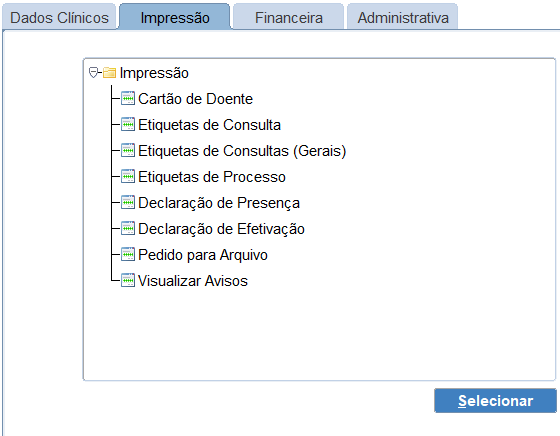 Dados Clínicos Impressão Financeira Administrativa
Impressão
Cartão de Doente
Etiquetas de Consulta
Etiquetas de Consultas (Gerais)
Etiquetas de Processo
Declaração de Presença
Declaração de Efetivação
Pedido para Arquivo
Visualizar Avisos
Selecionar